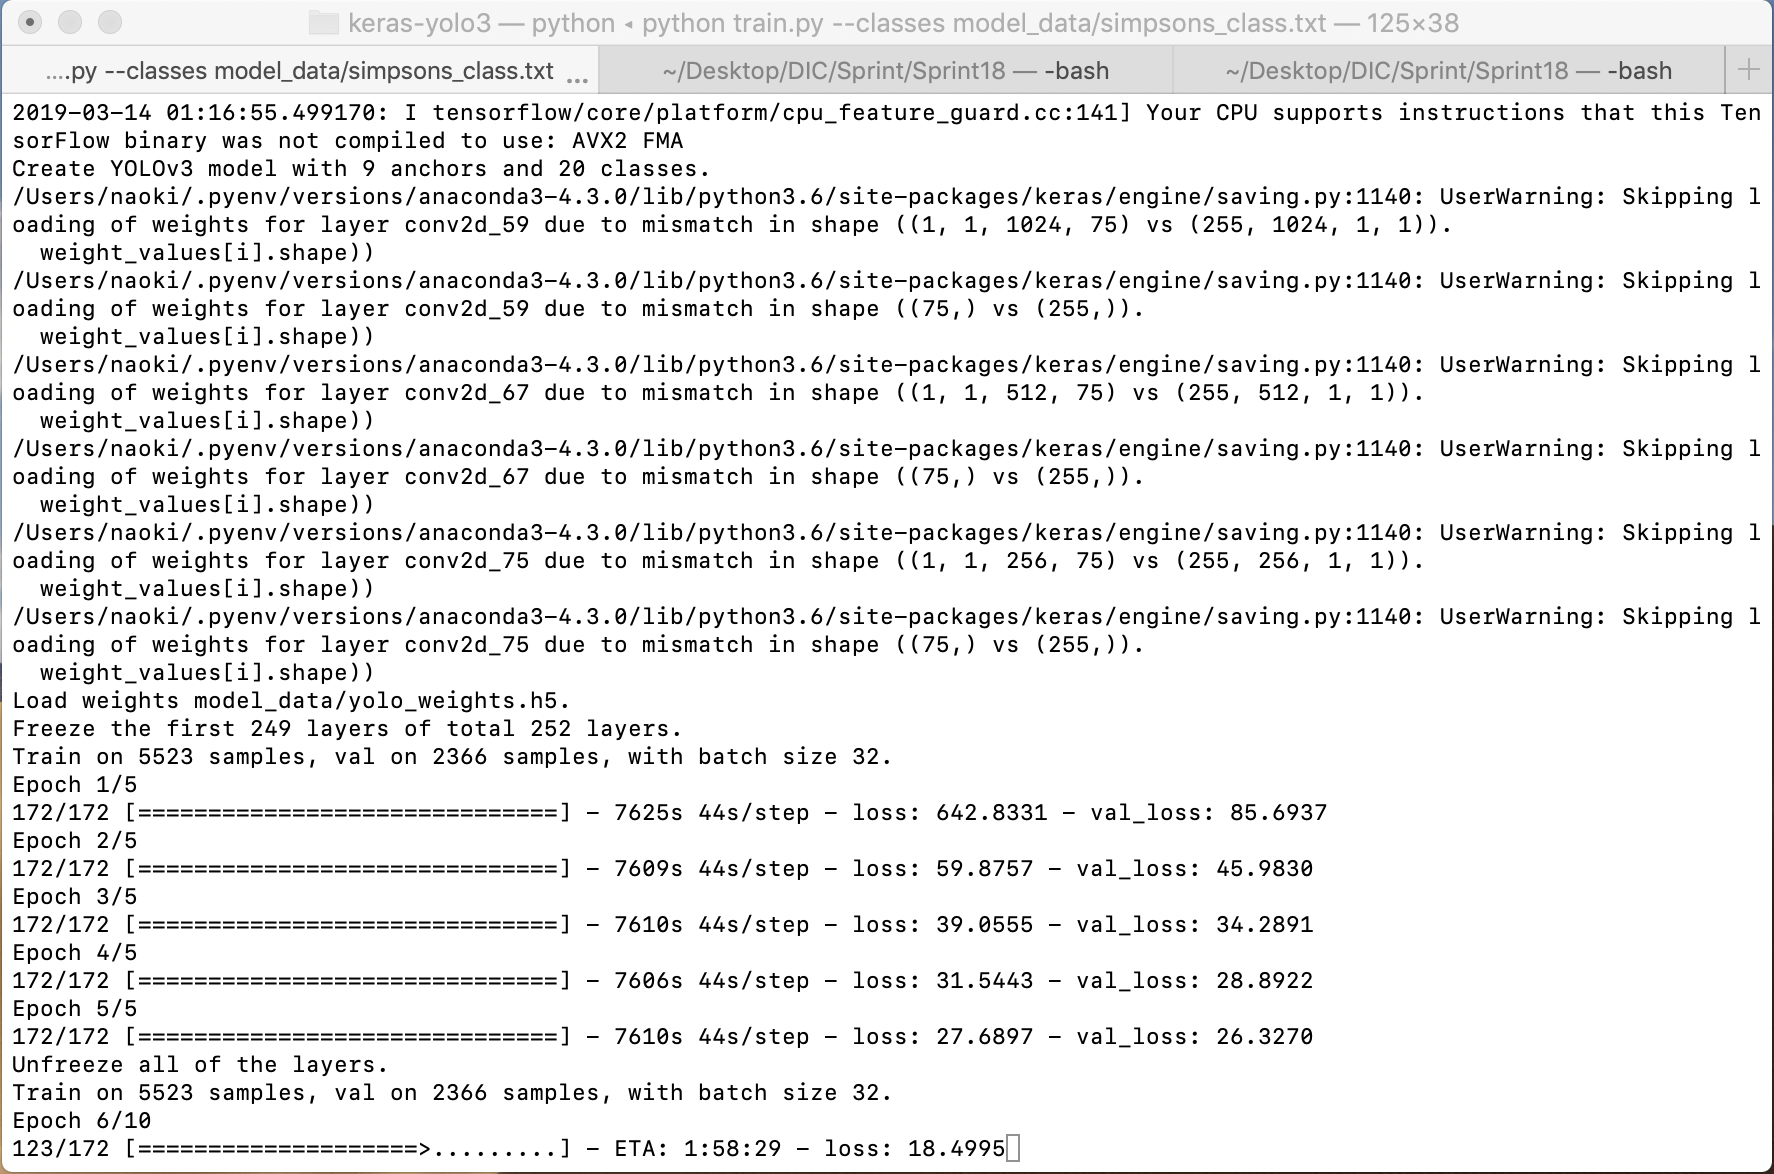 keras-yolo3 — python ◂ python train.py --classes model_data/simpsons_class.txt — 125×38
....py --classes model_data/simpsons_class.txt ...
~/Desktop/DIC/Sprint/Sprint18 — -bash
~/Desktop/DIC/Sprint/Sprint18 — -bash
+
2019-03-14 01:16:55.499170: I tensorflow/core/platform/cpu_feature_guard.cc:141] Your CPU supports instructions that this Ten
sorFlow binary was not compiled to use: AVX2 FMA
Create YOLOv3 model with 9 anchors and 20 classes.
/Users/naoki/.pyenv/versions/anaconda3-4.3.0/lib/python3.6/site-packages/keras/engine/saving.py:1140: UserWarning: Skipping l
oading of weights for layer conv2d_59 due to mismatch in shape ((1, 1, 1024, 75) vs (255, 1024, 1, 1)).
  weight_values[i].shape))
/Users/naoki/.pyenv/versions/anaconda3-4.3.0/lib/python3.6/site-packages/keras/engine/saving.py:1140: UserWarning: Skipping l
oading of weights for layer conv2d_59 due to mismatch in shape ((75,) vs (255,)).
  weight_values[i].shape))
/Users/naoki/.pyenv/versions/anaconda3-4.3.0/lib/python3.6/site-packages/keras/engine/saving.py:1140: UserWarning: Skipping l
oading of weights for layer conv2d_67 due to mismatch in shape ((1, 1, 512, 75) vs (255, 512, 1, 1)).
  weight_values[i].shape))
/Users/naoki/.pyenv/versions/anaconda3-4.3.0/lib/python3.6/site-packages/keras/engine/saving.py:1140: UserWarning: Skipping l
oading of weights for layer conv2d_67 due to mismatch in shape ((75,) vs (255,)).
  weight_values[i].shape))
/Users/naoki/.pyenv/versions/anaconda3-4.3.0/lib/python3.6/site-packages/keras/engine/saving.py:1140: UserWarning: Skipping l
oading of weights for layer conv2d_75 due to mismatch in shape ((1, 1, 256, 75) vs (255, 256, 1, 1)).
  weight_values[i].shape))
/Users/naoki/.pyenv/versions/anaconda3-4.3.0/lib/python3.6/site-packages/keras/engine/saving.py:1140: UserWarning: Skipping l
oading of weights for layer conv2d_75 due to mismatch in shape ((75,) vs (255,)).
  weight_values[i].shape))
Load weights model_data/yolo_weights.h5.
Freeze the first 249 layers of total 252 layers.
Train on 5523 samples, val on 2366 samples, with batch size 32.
Epoch 1/5
172/172 [==============================] - 7625s 44s/step - loss: 642.8331 - val_loss: 85.6937
Epoch 2/5
172/172 [==============================] - 7609s 44s/step - loss: 59.8757 - val_loss: 45.9830
Epoch 3/5
172/172 [==============================] - 7610s 44s/step - loss: 39.0555 - val_loss: 34.2891
Epoch 4/5
172/172 [==============================] - 7606s 44s/step - loss: 31.5443 - val_loss: 28.8922
Epoch 5/5
172/172 [==============================] - 7610s 44s/step - loss: 27.6897 - val_loss: 26.3270
Unfreeze all of the layers.
Train on 5523 samples, val on 2366 samples, with batch size 32.
Epoch 6/10
123/172 [====================>.........] - ETA: 1:58:29 - loss: 18.4995